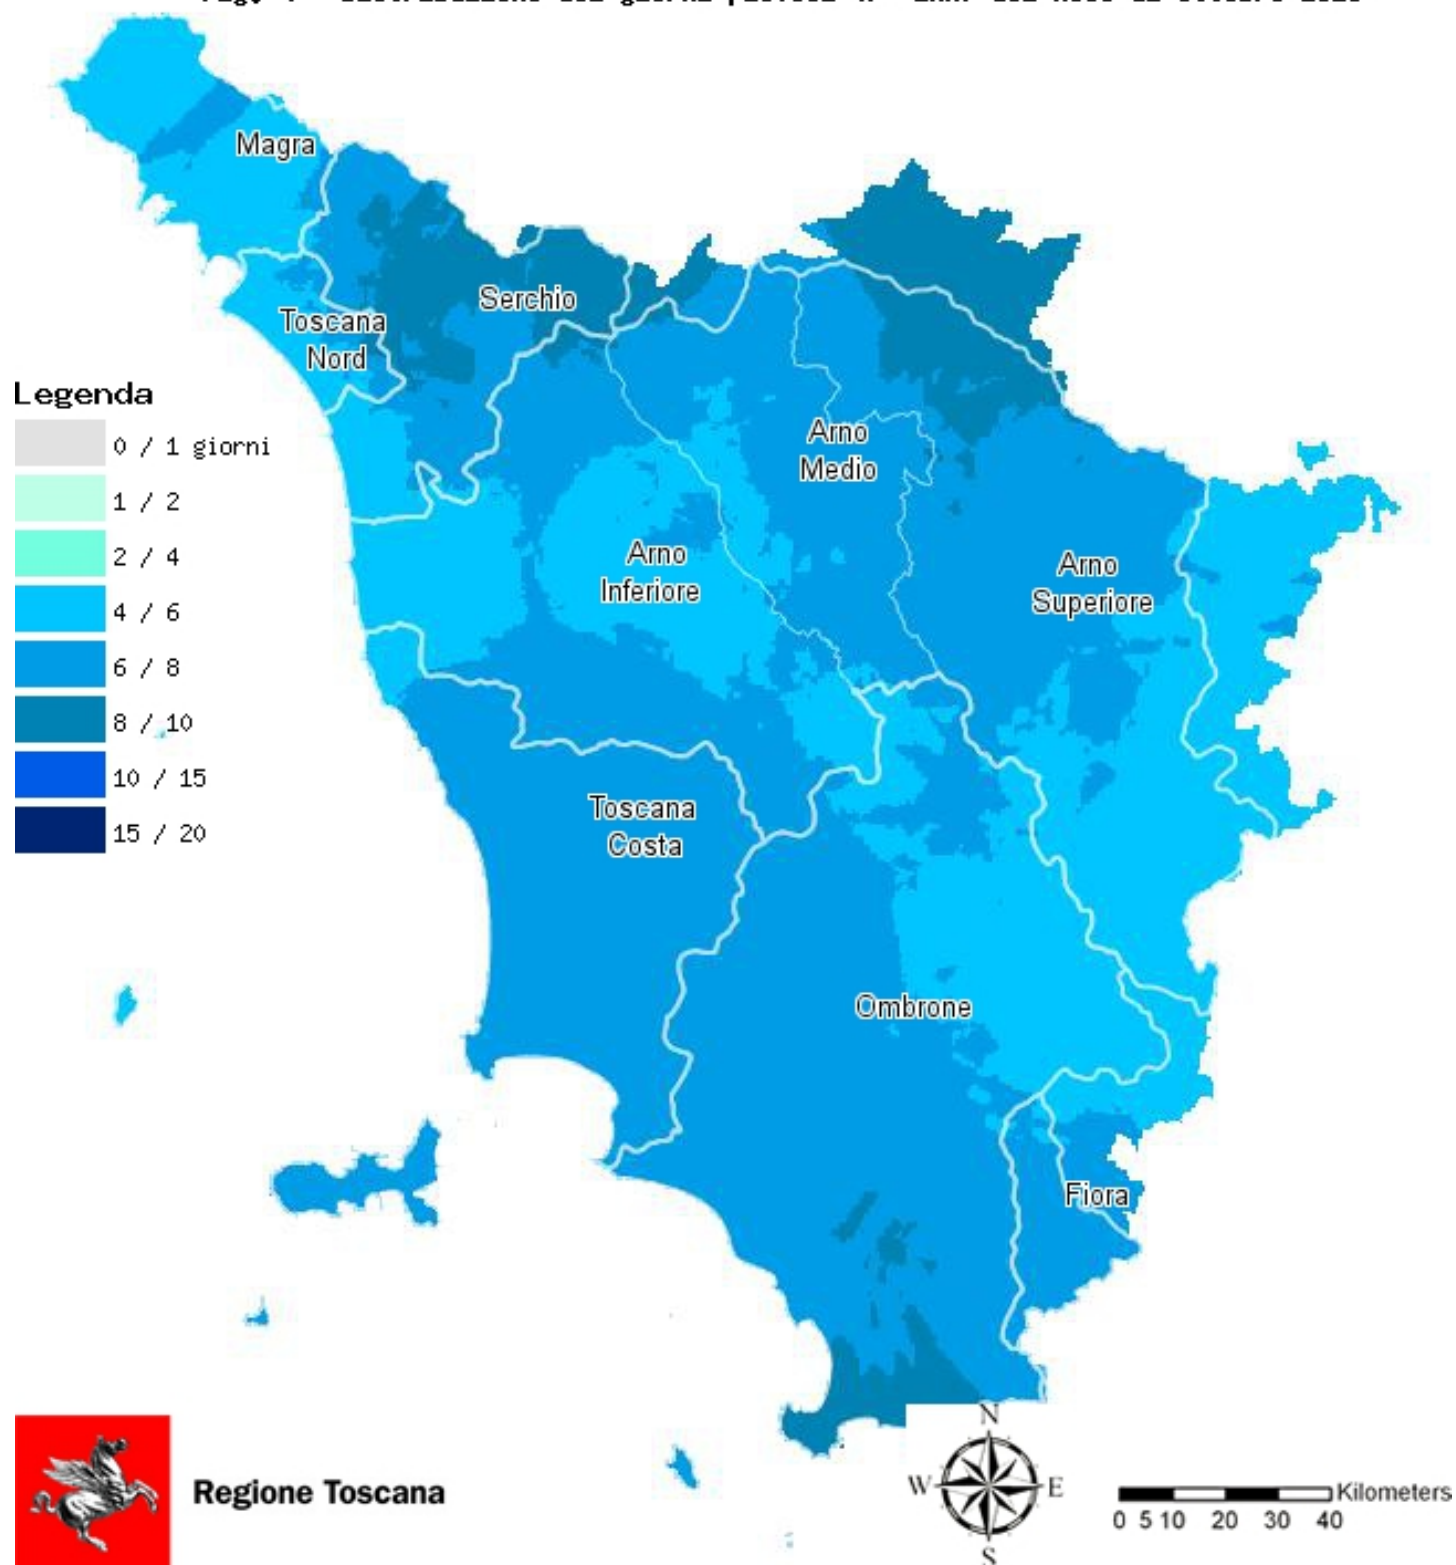 Magra
Serchio
Toscana
Nord
Legenda
0 / 1 giorni
1 / 2
2 / 4
4 / 6
6 / 8
8 / 10
10 / 15
15 / 20
Arno
Medio
Arno
Inferiore
Arno
Superiore
Toscana
Costa
Ombrone
Fiora
Regione Toscana
N
W
E
S
Kilometers
0 5 10 20 30 40